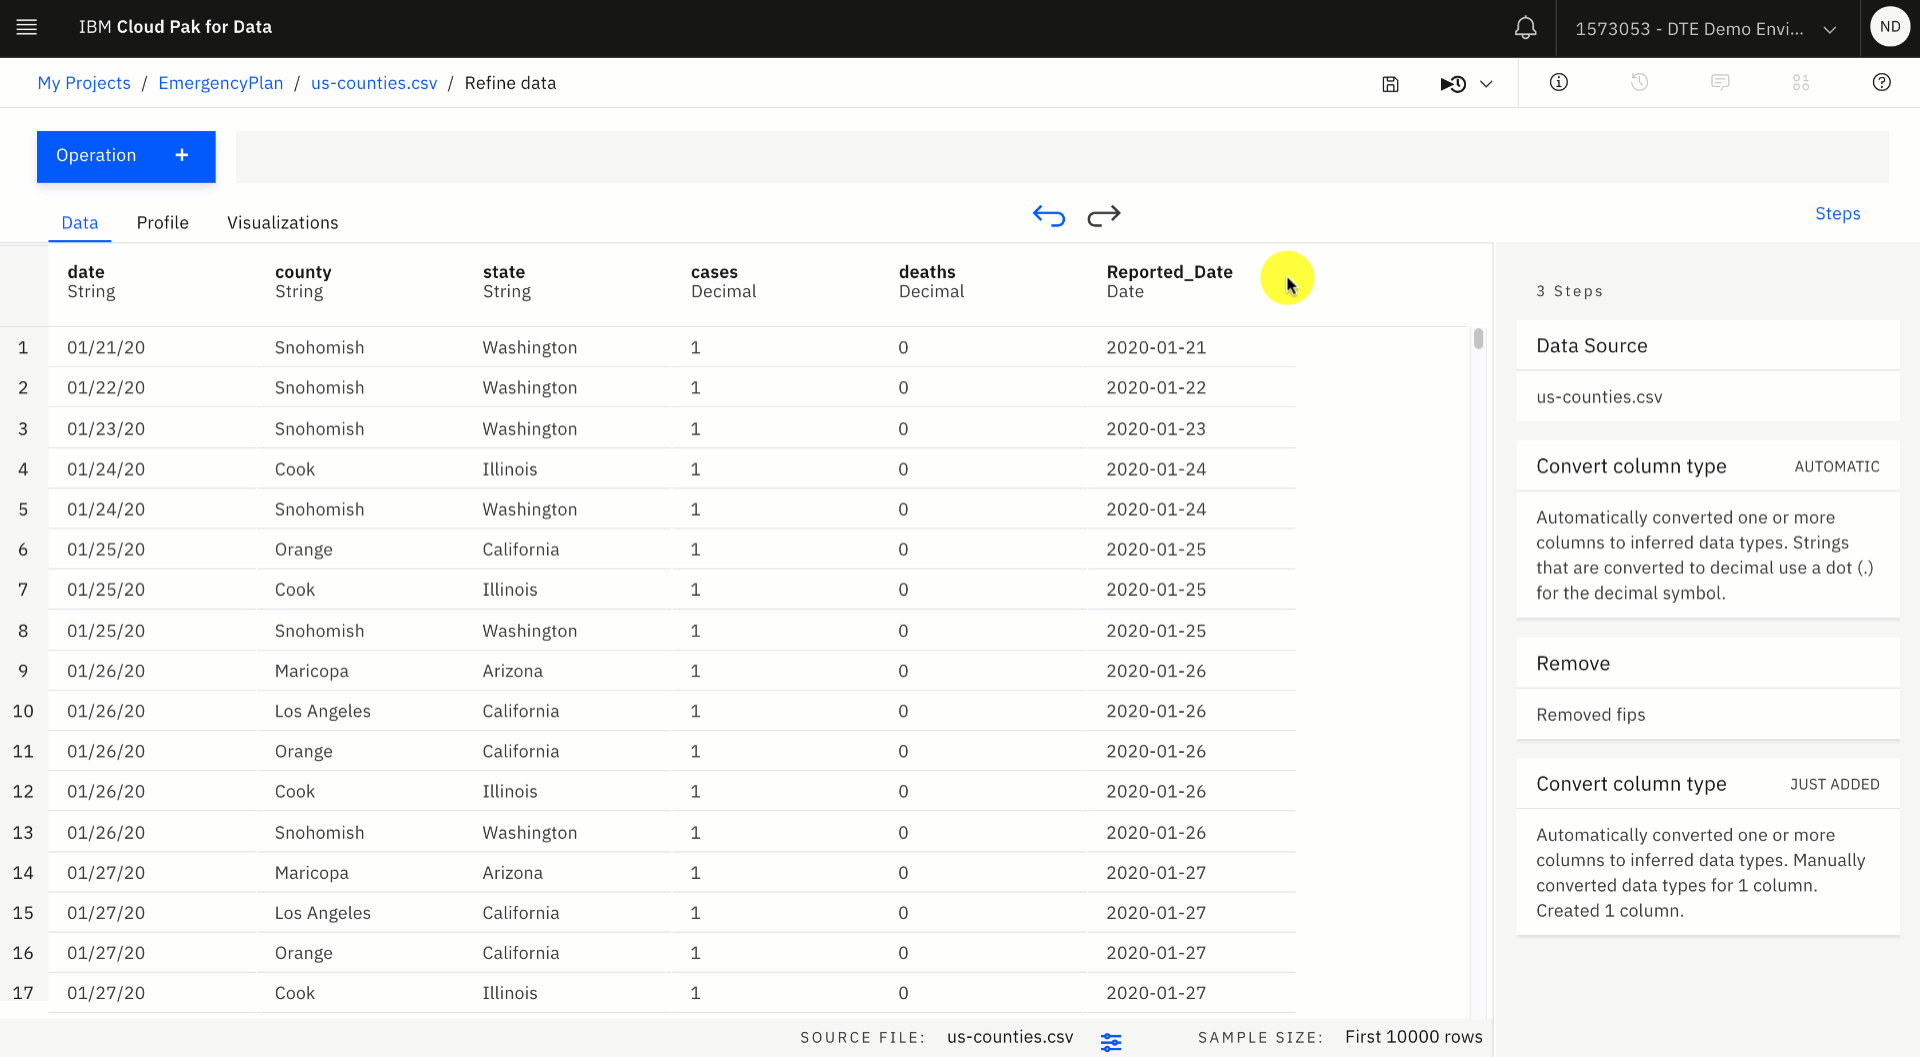 IBM Cloud Pak for Data
1573053 - DTE Demo Envi...
ND
My Projects / EmergencyPlan / us-counties.csv / Refine data
Operation +
Data Profile Visualizations
Steps
date county state cases deaths Reported_Date
String String String Decimal Decimal Date
1 01/21/20 Snohomish Washington 1 0 2020-01-21
2 01/22/20 Snohomish Washington 1 0 2020-01-22
3 01/23/20 Snohomish Washington 1 0 2020-01-23
4 01/24/20 Cook Illinois 1 0 2020-01-24
5 01/24/20 Snohomish Washington 1 0 2020-01-24
6 01/25/20 Orange California 1 0 2020-01-25
7 01/25/20 Cook Illinois 1 0 2020-01-25
8 01/25/20 Snohomish Washington 1 0 2020-01-25
9 01/26/20 Maricopa Arizona 1 0 2020-01-26
10 01/26/20 Los Angeles California 1 0 2020-01-26
11 01/26/20 Orange California 1 0 2020-01-26
12 01/26/20 Cook Illinois 1 0 2020-01-26
13 01/26/20 Snohomish Washington 1 0 2020-01-26
14 01/27/20 Maricopa Arizona 1 0 2020-01-27
15 01/27/20 Los Angeles California 1 0 2020-01-27
16 01/27/20 Orange California 1 0 2020-01-27
17 01/27/20 Cook Illinois 1 0 2020-01-27
3 Steps
Data Source
us-counties.csv
Convert column type AUTOMATIC
Automatically converted one or more
columns to inferred data types. Strings
that are converted to decimal use a dot (.)
for the decimal symbol.
Remove
Removed fips
Convert column type JUST ADDED
Automatically converted one or more
columns to inferred data types. Manually
converted data types for 1 column.
Created 1 column.
SOURCE FILE: us-counties.csv SAMPLE SIZE: First 10000 rows